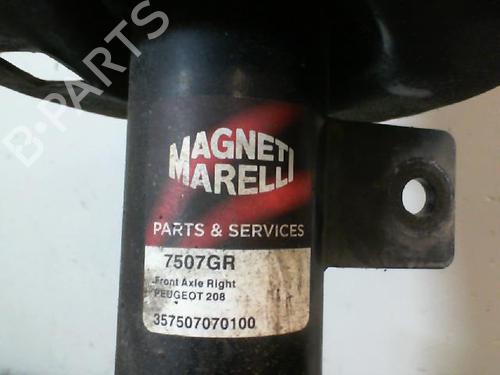 B-PARTS
MAGNETI
MARELLI
PARTS & SERVICES
7507GR
Front Axle Right
PEUGEOT 208
357507070100